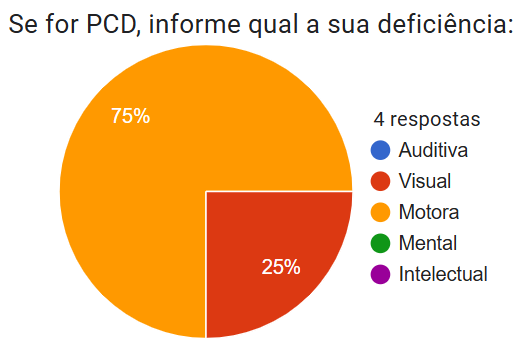 Se for PCD, informe qual a sua deficiência:
75%
25%
4 respostas
Auditiva
Visual
Motora
Mental
Intelectual